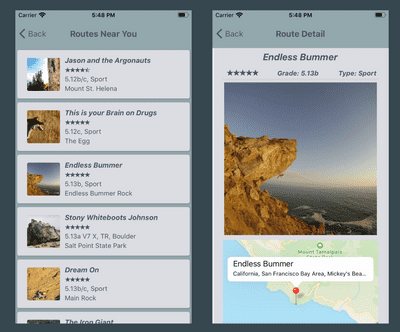 Carrier
5:48 PM
Back
Routes Near You
Jason and the Argonauts
5.12b/c, Sport
Mount St. Helena
This is your Brain on Drugs
5.12c, Sport
The Egg
Endless Bummer
5.13b, Sport
Endless Bummer Rock
Stony Whiteboots Johnson
5.13a V7 X, TR, Boulder
Salt Point State Park
Dream On
5.13b/c, Sport
Main Rock
The Iron Giant
Carrier
5:48 PM
Back
Route Detail
Endless Bummer
Grade: 5.13b
Type: Sport
Mount Tamalpais
State Park
Endless Bummer
California, San Francisco Bay Area, Mickey's Bea...